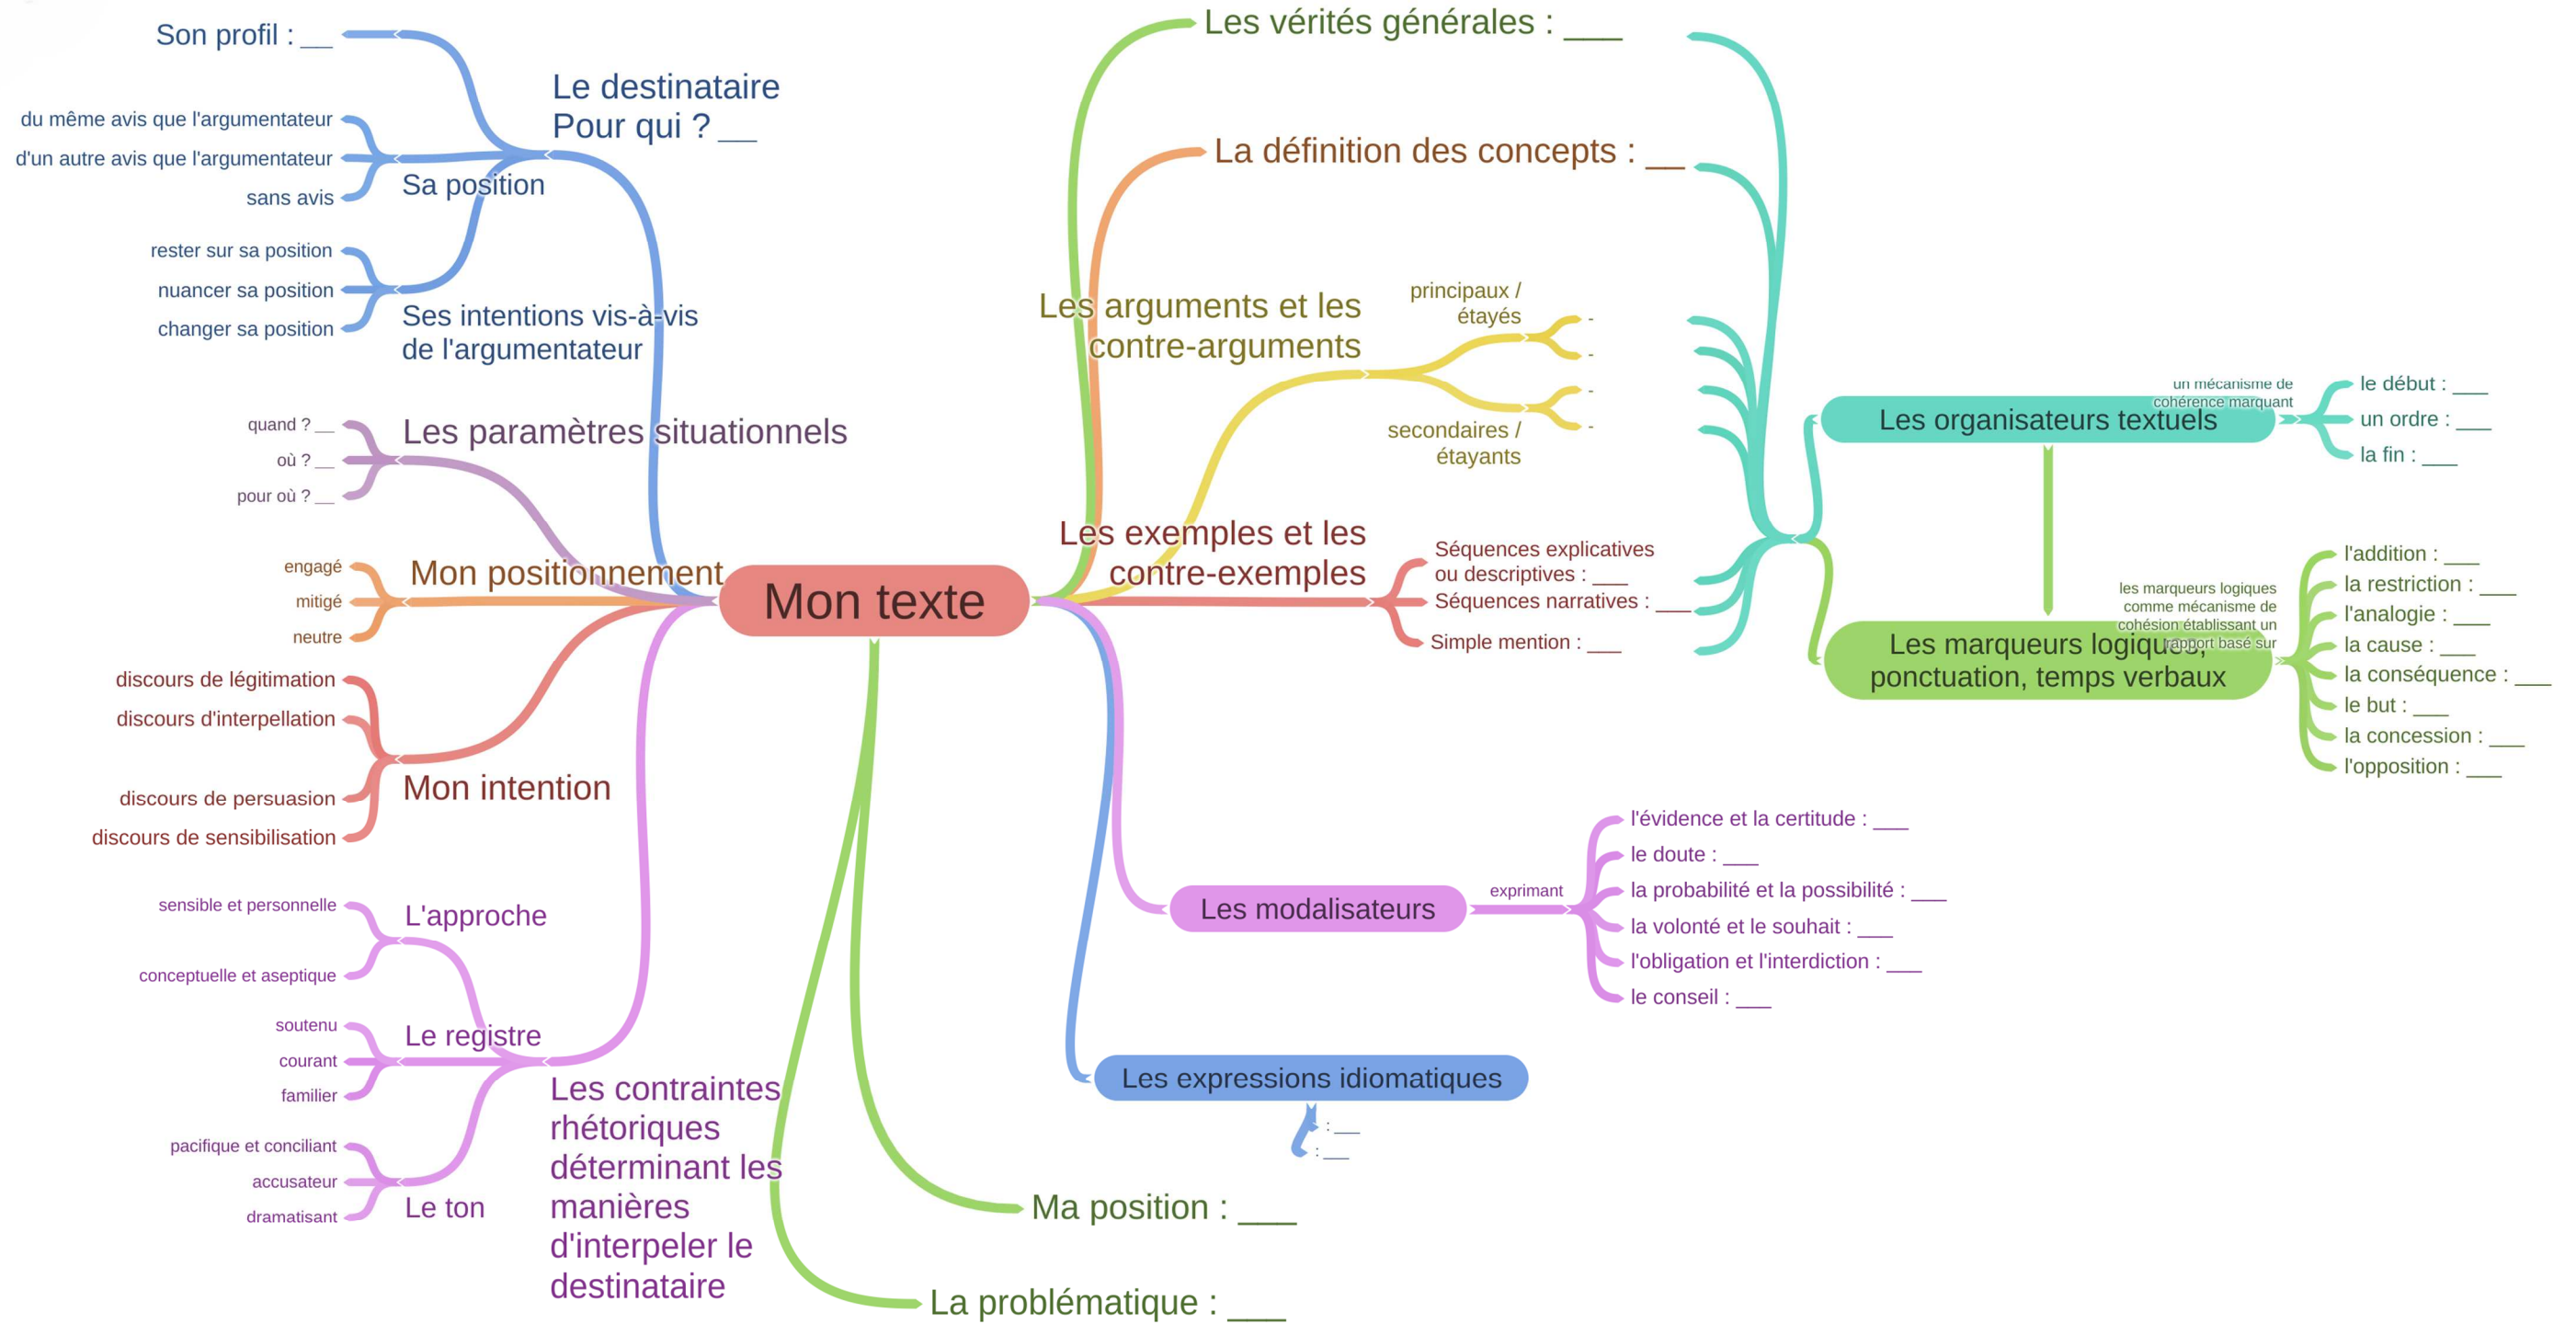 Son profil : __
Le destinataire
Pour qui ? __
du même avis que l'argumentateur
d'un autre avis que l'argumentateur
sans avis
Sa position
rester sur sa position
nuancer sa position
changer sa position
Ses intentions vis-à-vis
de l'argumentateur
Les paramètres situationnels
quand ? __
où ? __
pour où ? __
Mon positionnement
engagé
mitigé
neutre
discours de légitimation
discours d'interpellation
discours de persuasion
discours de sensibilisation
Mon intention
L'approche
sensible et personnelle
conceptuelle et aseptique
Le registre
soutenu
courant
familier
pacifique et conciliant
accusateur
dramatisant
Le ton
Les contraintes
rhétoriques
déterminant les
manières
d'interpeler le
destinataire
Mon texte
Les vérités générales : ___
La définition des concepts : __
Les arguments et les
contre-arguments
principaux /
étayés
-
-
secondaires /
étayants
-
-
Les exemples et les
contre-exemples
Séquences explicatives
ou descriptives : ___
Séquences narratives : ___
Simple mention : ___
Les organisateurs textuels
un mécanisme de
cohérence marquant
le début : ___
un ordre : ___
la fin : ___
Les marqueurs logiques,
ponctuation, temps verbaux
les marqueurs logiques
comme mécanisme de
cohésion établissant un
rapport basé sur
l'addition : ___
la restriction : ___
l'analogie : ___
la cause : ___
la conséquence : ___
le but : ___
la concession : ___
l'opposition : ___
Les modalisateurs
exprimant
l'évidence et la certitude : ___
le doute : ___
la probabilité et la possibilité : ___
la volonté et le souhait : ___
l'obligation et l'interdiction : ___
le conseil : ___
Les expressions idiomatiques
: ___
: ___
Ma position : ___
La problématique : ___